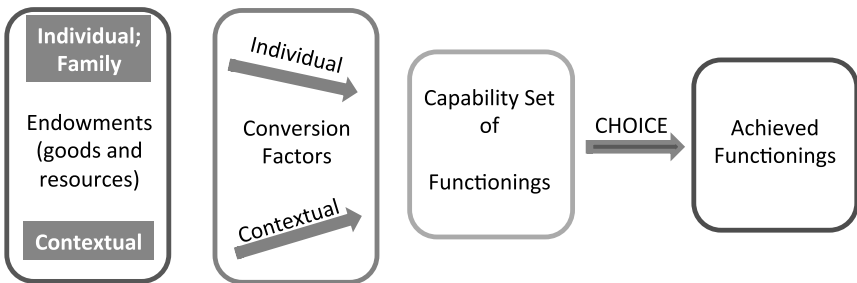 Individual;
Family
Endowments
(goods and
resources)
Contextual
Individual
Conversion
Factors
Contextual
Capability Set
of
Functionings
CHOICE
Achieved
Functionings